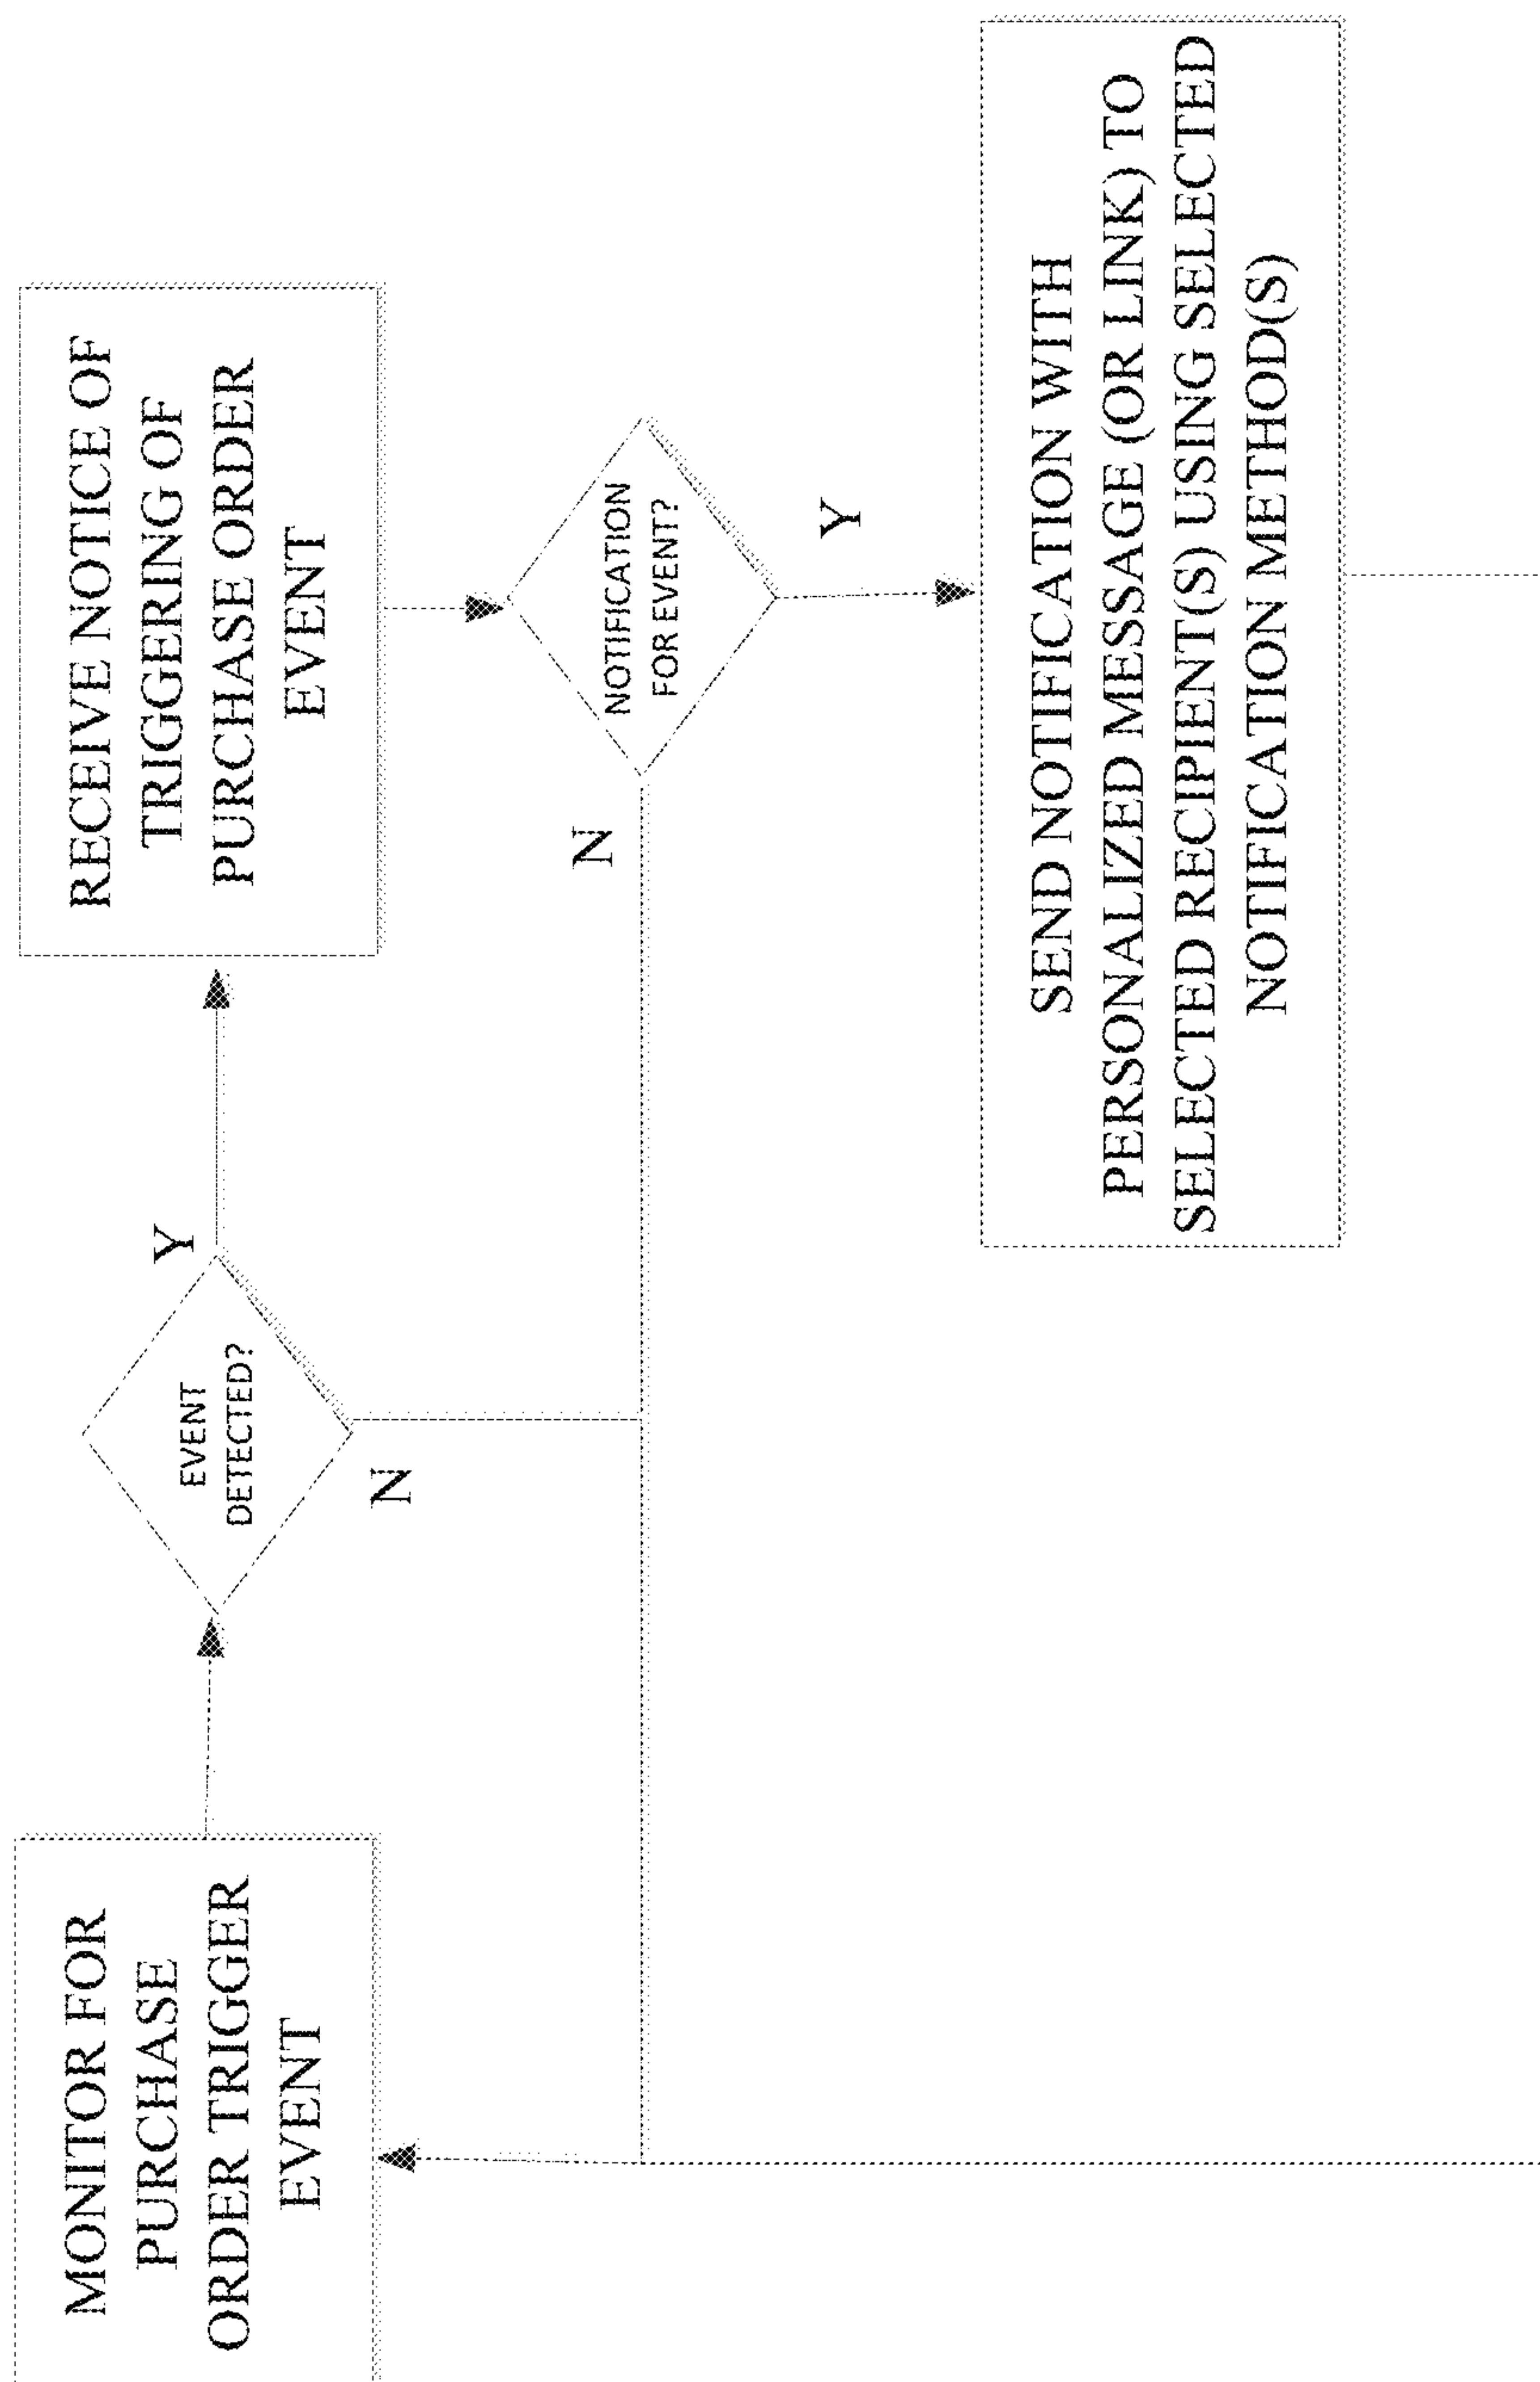 MONITOR FOR
PURCHASE
ORDER TRIGGER
EVENT
EVENT
DETECTED?
Y
N
RECEIVE NOTICE OF
TRIGGERING OF
PURCHASE ORDER
EVENT
NOTIFICATION
FOR EVENT?
N
Y
SEND NOTIFICATION WITH
PERSONALIZED MESSAGE (OR LINK) TO
SELECTED RECIPIENT(S) USING SELECTED
NOTIFICATION METHOD(S)